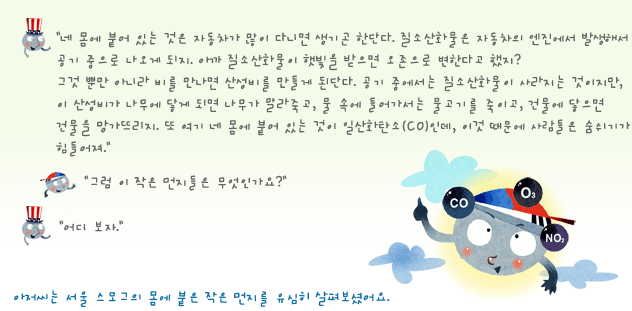 "네 몸에 붙어 있는 것은 자동차가 많이 다니면 생기곤 한단다. 질소산화물은 자동차의 엔진에서 발생해서
공기 중으로 나오게 되지. 아까 질소산화물이 햇빛을 받으면 오존으로 변한다고 했지?
그것 뿐만 아니라 비를 만나면 산성비를 만들게 된단다. 공기 중에서는 질소산화물이 사라지는 것이지만,
이 산성비가 나무에 닿게 되면 나무가 말라죽고, 물 속에 들어가서는 물고기를 죽이고, 건물에 닿으면
건물을 망가뜨리지. 또 여기 네 몸에 붙어 있는 것이 일산화탄소(CO)인데, 이것 때문에 사람들은 숨쉬기가
힘들어져."
"그럼 이 작은 먼지들은 무엇인가요?"
"어디 보자."
CO
O₃
NO₂
아저씨는 서울 스모그의 몸에 붙은 작은 먼지를 유심히 살펴보셨어요.